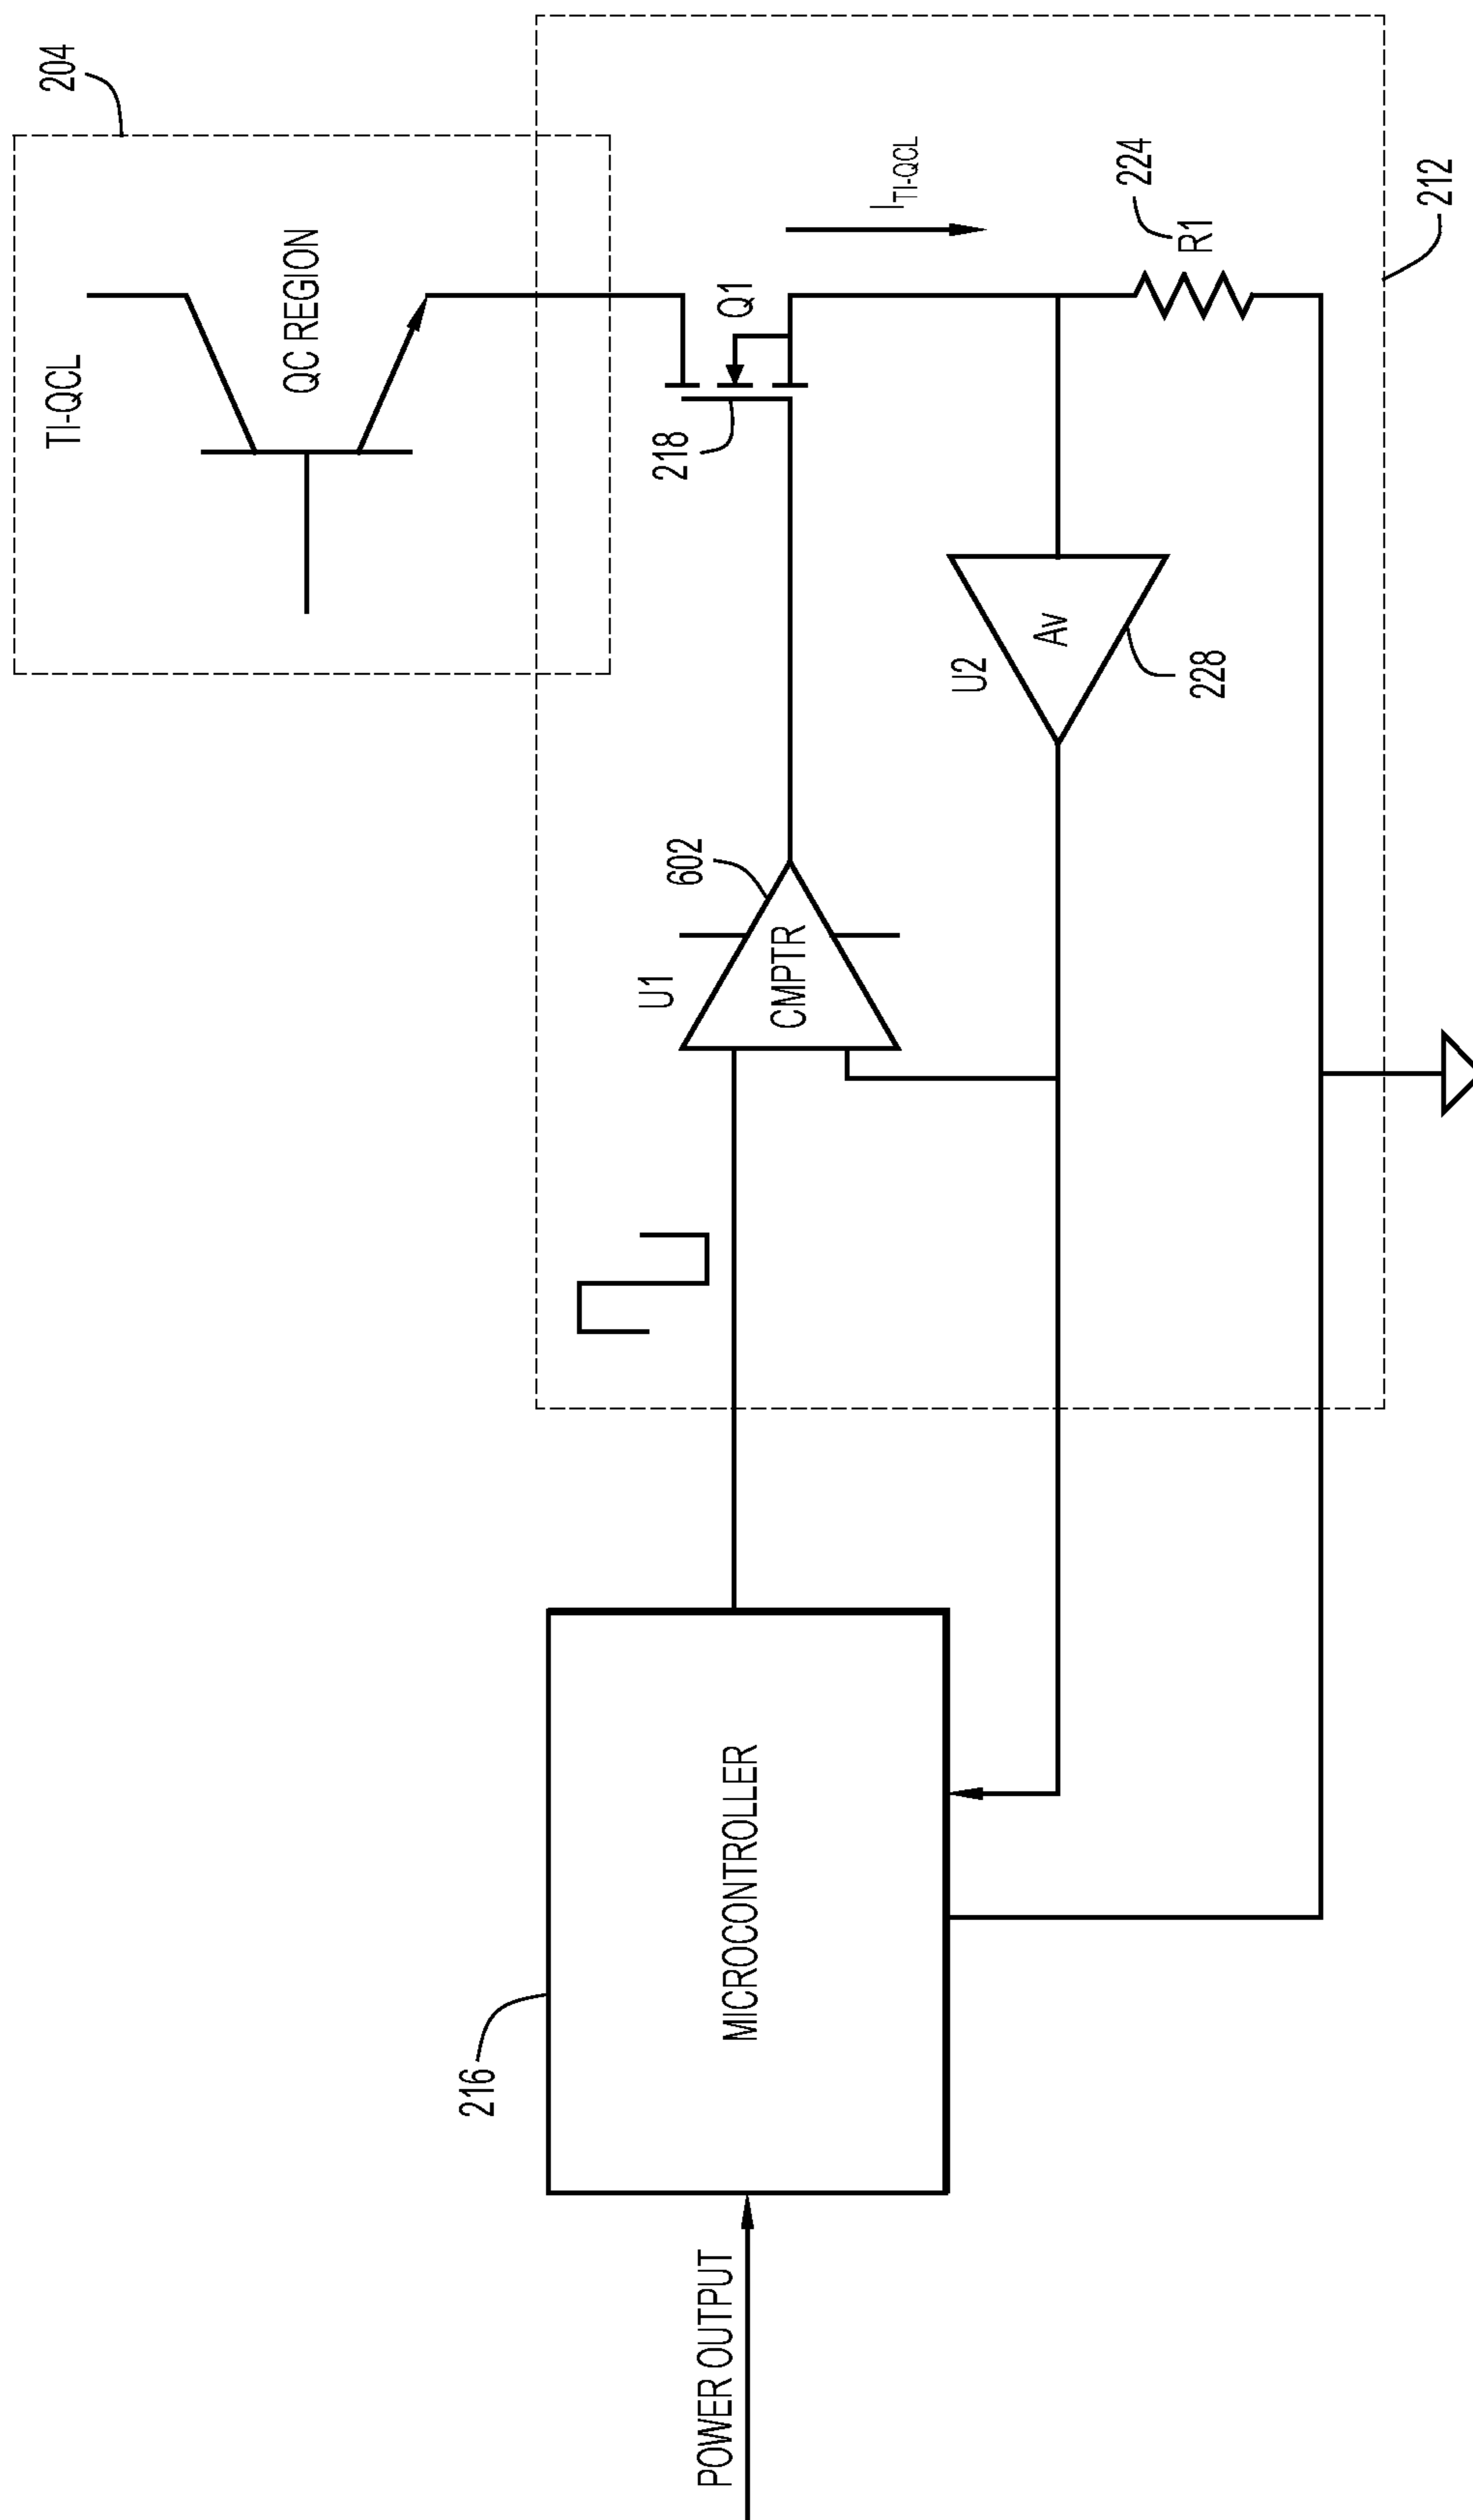 204
TI-QCL
QC REGION
Q1
218
I TI-QCL
224
R1
212
602
U1
CMPTR
U2
Av
228
216
MICROCONTROLLER
POWER OUTPUT